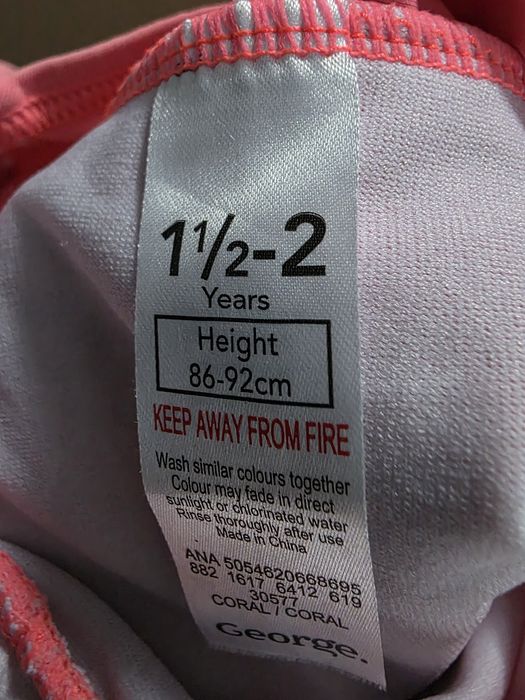 1½-2
Years
Height
86-92cm
KEEP AWAY FROM FIRE
Wash similar colours together
Colour may fade in direct
sunlight or chlorinated water
Rinse thoroughly after use
Made in China
ANA 5054620668695
882 1617 6412 619
30577
CORAL / CORAL
George.